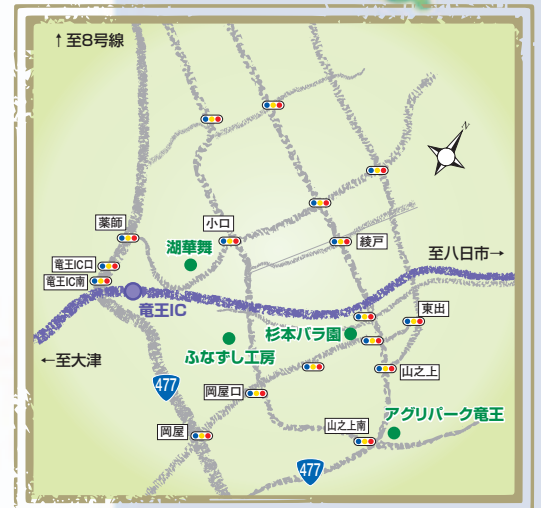 ↑至8号線
N
薬師
小口
湖華舞
綾戸
竜王IC口
竜王IC南
至八日市→
竜王IC
東出
杉本バラ園
ふなずし工房
←至大津
477
岡屋口
山之上
アグリパーク竜王
岡屋
山之上南
477